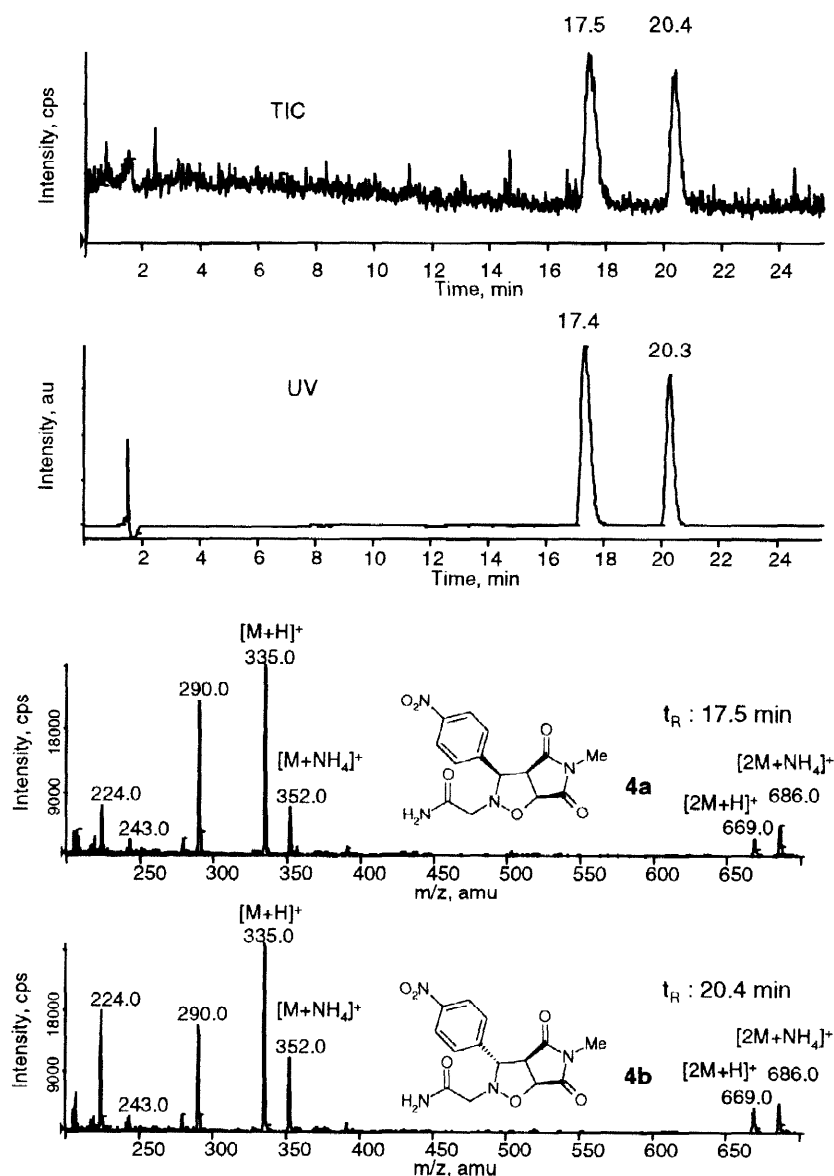 17.5 20.4
Intensity, cps
TIC
2 4 6 8 10 12 14 16 18 20 22 24
Time, min
17.4
20.3
Intensity, au
UV
2 4 6 8 10 12 14 16 18 20 22 24
Time, min
[M+H]⁺
335.0
290.0
Intensity, cps
18000
9000
224.0
243.0
[M+NH₄]⁺
352.0
O₂N
O
N—Me
O
H₂N
N
O
O
4a
tR : 17.5 min
[2M+NH₄]⁺
[2M+H]⁺ 686.0
669.0
250 300 350 400 450 500 550 600 650
m/z, amu
[M+H]⁺
335.0
Intensity, cps
18000
9000
224.0
290.0
243.0
[M+NH₄]⁺
352.0
O₂N
O
N—Me
O
H₂N
N
O
O
4b
tR : 20.4 min
[2M+NH₄]⁺
[2M+H]⁺ 686.0
669.0
250 300 350 400 450 500 550 600 650
m/z, amu